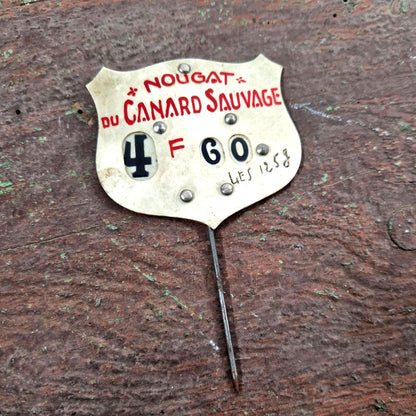 NOUGAT
DU CANARD SAUVAGE
4 F 60
LES 125g